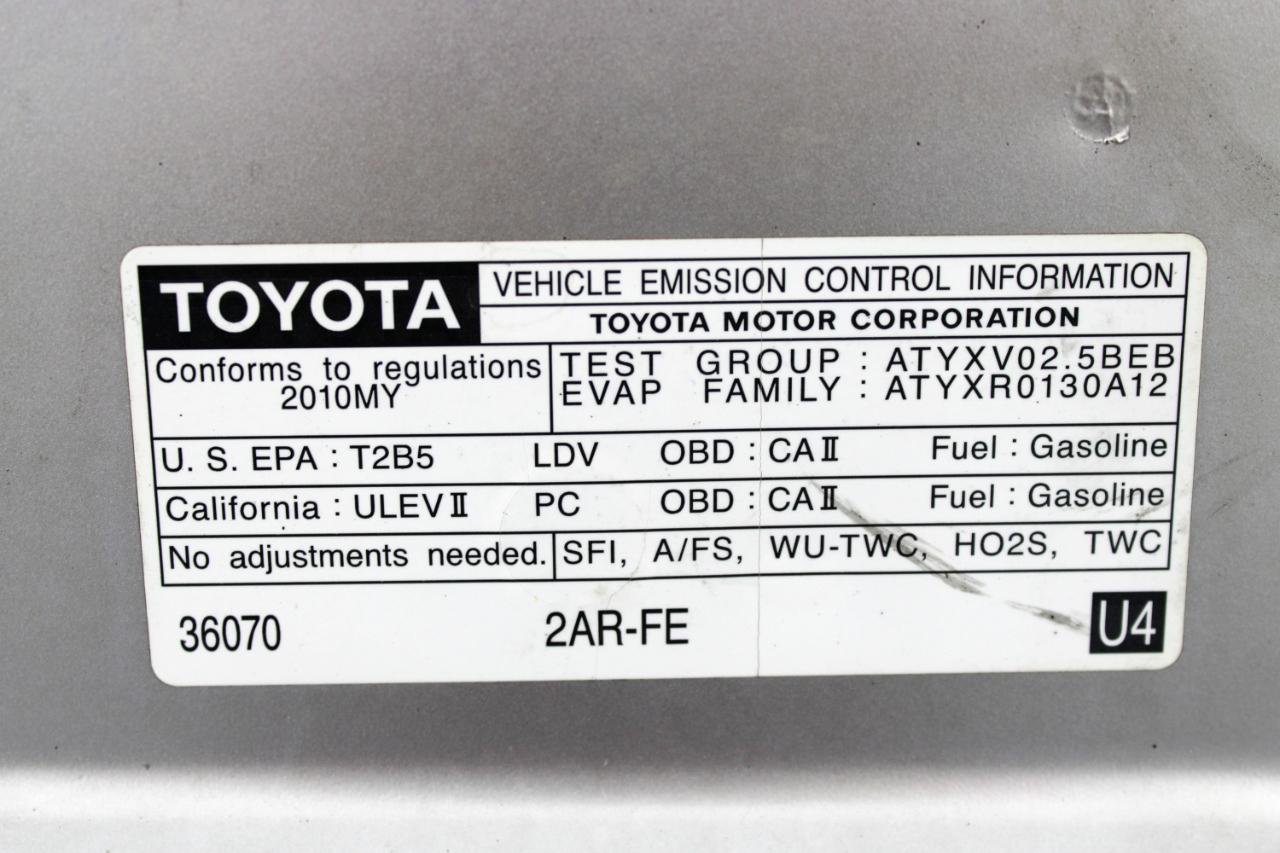 TOYOTA
VEHICLE EMISSION CONTROL INFORMATION
TOYOTA MOTOR CORPORATION
Conforms to regulations
2010MY
TEST GROUP : ATYXV02.5BEB
EVAP FAMILY : ATYXR0130A12
U. S. EPA : T2B5 LDV OBD : CAⅡ Fuel : Gasoline
California : ULEVⅡ PC OBD : CAⅡ Fuel : Gasoline
No adjustments needed. SFI, A/FS, WU-TWC, HO2S, TWC
36070 2AR-FE U4